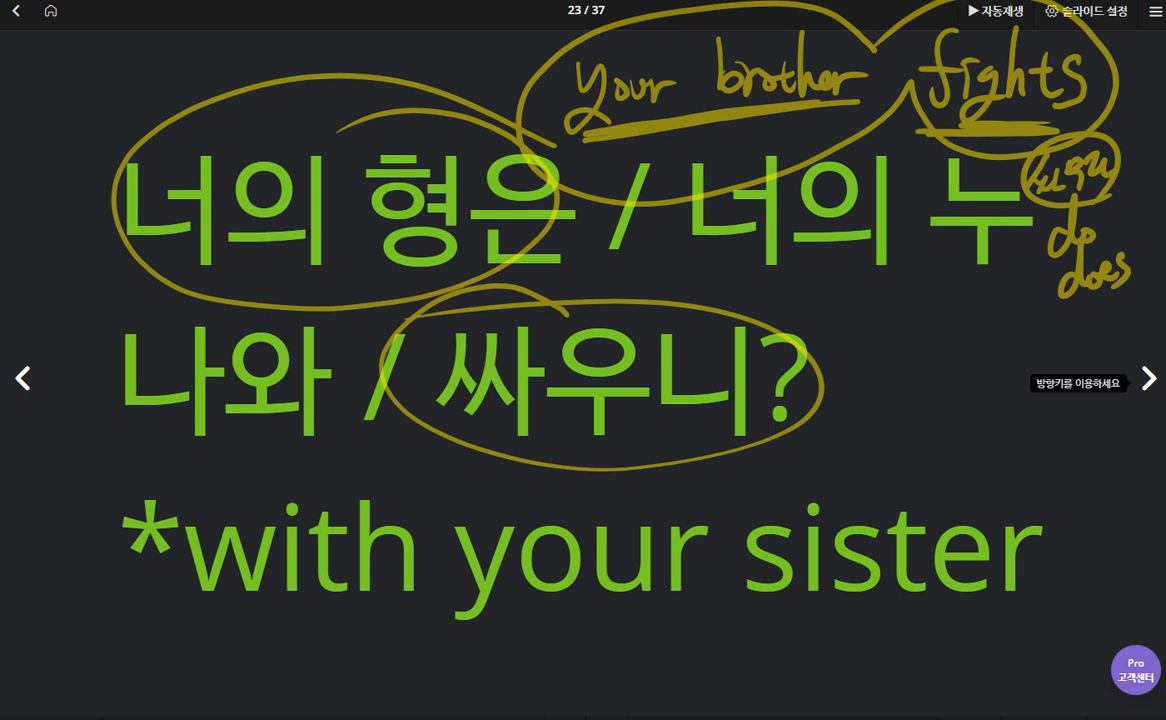 23 / 37
▶ 자동재생
슬라이드 설정
your brother fights
너의 형은 / 너의 누
do
does
나와 / 싸우니?
방향키를 이용하세요
*with your sister
Pro
고객센터